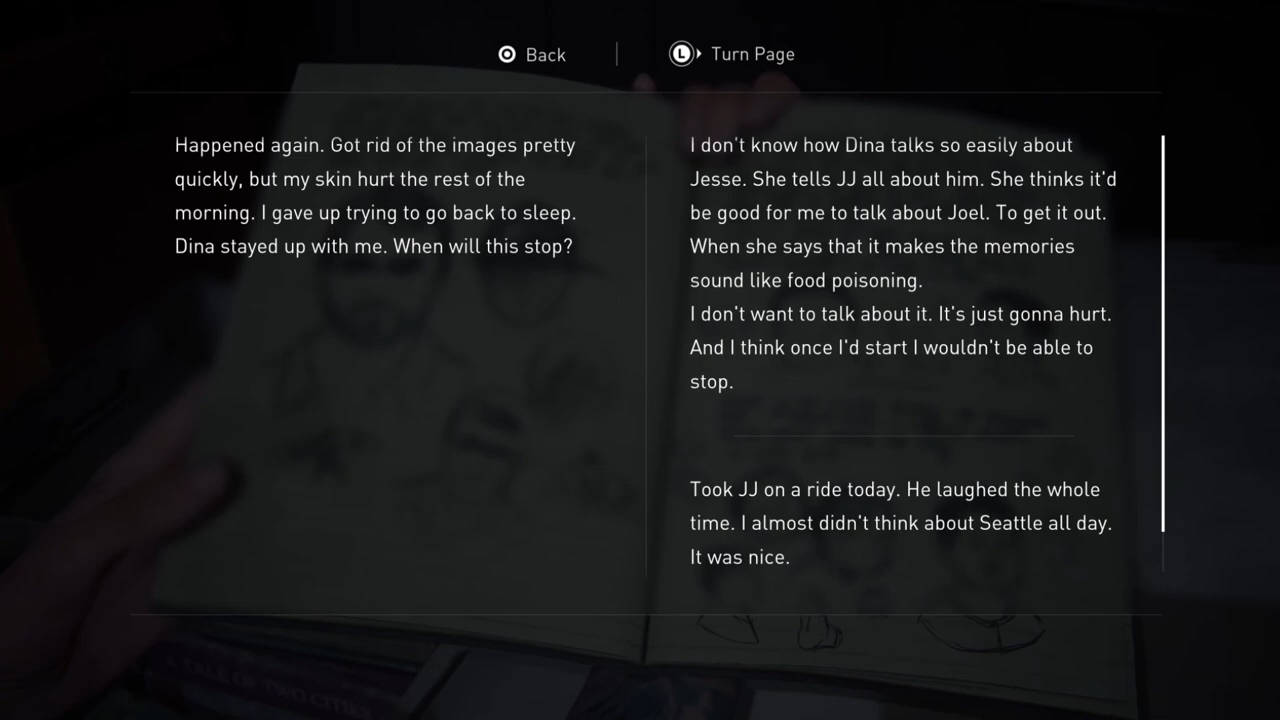 Back
Turn Page
Happened again. Got rid of the images pretty
quickly, but my skin hurt the rest of the
morning. I gave up trying to go back to sleep.
Dina stayed up with me. When will this stop?
I don't know how Dina talks so easily about
Jesse. She tells JJ all about him. She thinks it'd
be good for me to talk about Joel. To get it out.
When she says that it makes the memories
sound like food poisoning.
I don't want to talk about it. It's just gonna hurt.
And I think once I'd start I wouldn't be able to
stop.
Took JJ on a ride today. He laughed the whole
time. I almost didn't think about Seattle all day.
It was nice.
A TALE OF TWO CITIES